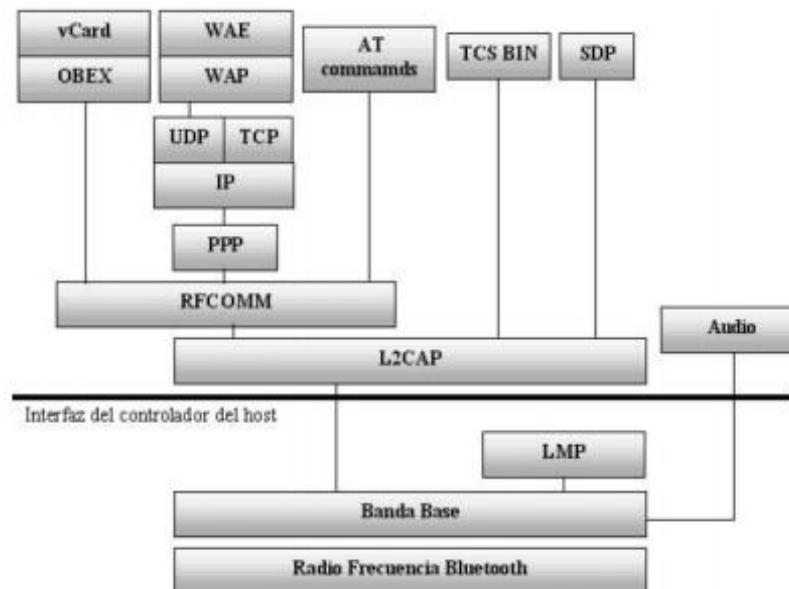 vCard
OBEX
WAE
WAP
AT
commamds
TCS BIN
SDP
UDP
TCP
IP
PPP
RFCOMM
L2CAP
Audio
Interfaz del controlador del host
LMP
Banda Base
Radio Frecuencia Bluetooth